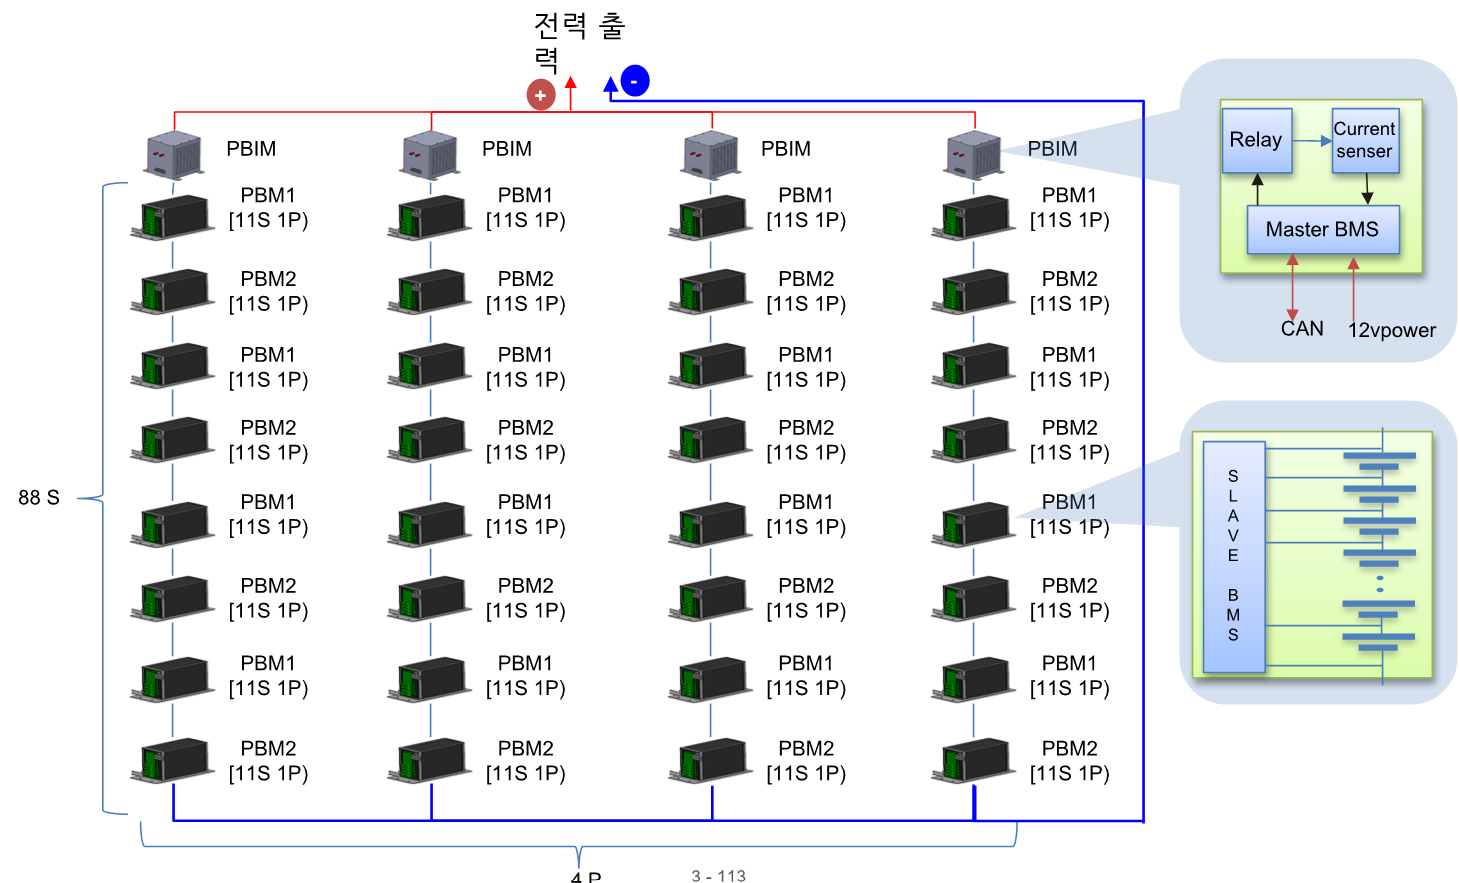 전력 출
력
+
-
PBIM
PBIM
PBIM
PBIM
PBM1
[11S 1P)
PBM1
[11S 1P)
PBM1
[11S 1P)
PBM1
[11S 1P)
PBM2
[11S 1P)
PBM2
[11S 1P)
PBM2
[11S 1P)
PBM2
[11S 1P)
PBM1
[11S 1P)
PBM1
[11S 1P)
PBM1
[11S 1P)
PBM1
[11S 1P)
PBM2
[11S 1P)
PBM2
[11S 1P)
PBM2
[11S 1P)
PBM2
[11S 1P)
88 S
PBM1
[11S 1P)
PBM1
[11S 1P)
PBM1
[11S 1P)
PBM1
[11S 1P)
PBM2
[11S 1P)
PBM2
[11S 1P)
PBM2
[11S 1P)
PBM2
[11S 1P)
PBM1
[11S 1P)
PBM1
[11S 1P)
PBM1
[11S 1P)
PBM1
[11S 1P)
PBM2
[11S 1P)
PBM2
[11S 1P)
PBM2
[11S 1P)
PBM2
[11S 1P)
4 P
3 - 113
Relay
Current
senser
Master BMS
CAN
12vpower
S
L
A
V
E
B
M
S